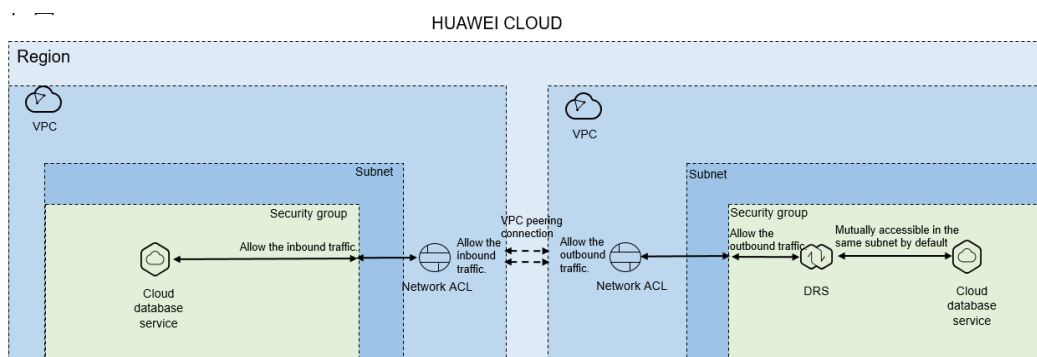 HUAWEI CLOUD
Region
VPC
VPC
Subnet
Subnet
Security group
Security group
VPC peering
connection
Allow the inbound traffic.
Allow the
inbound
traffic.
Allow the
outbound
traffic.
Allow the
outbound traffic.
Mutually accessible in the
same subnet by default
Network ACL
Network ACL
DRS
Cloud
database
service
Cloud
database
service